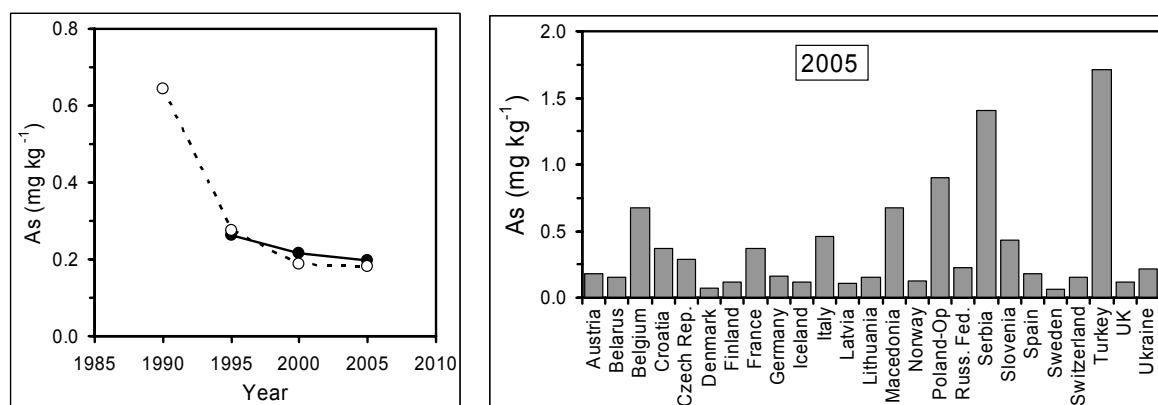 0.8
0.6
0.4
0.2
0.0
As (mg kg⁻¹)
1985 1990 1995 2000 2005 2010
Year
2005
2.0
1.5
1.0
0.5
0.0
As (mg kg⁻¹)
Austria
Belarus
Belgium
Croatia
Czech Rep.
Denmark
Finland
France
Germany
Iceland
Italy
Latvia
Lithuania
Macedonia
Norway
Poland-Op
Russ. Fed.
Serbia
Slovenia
Spain
Sweden
Switzerland
Turkey
UK
Ukraine